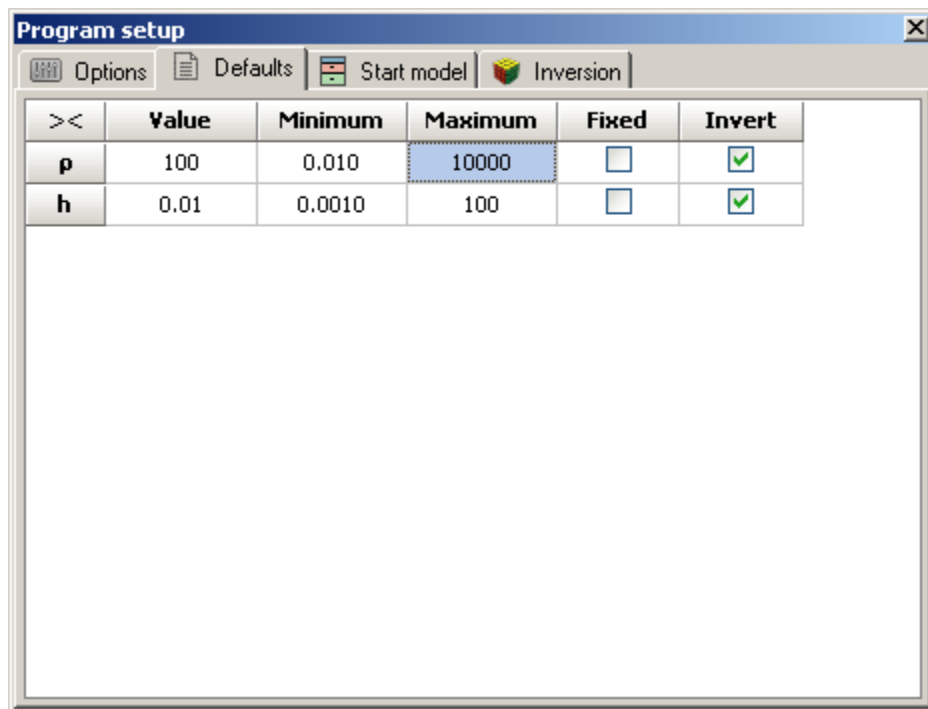 Program setup
Options Defaults Start model Inversion
>< Value Minimum Maximum Fixed Invert
ρ 100 0.010 10000
h 0.01 0.0010 100